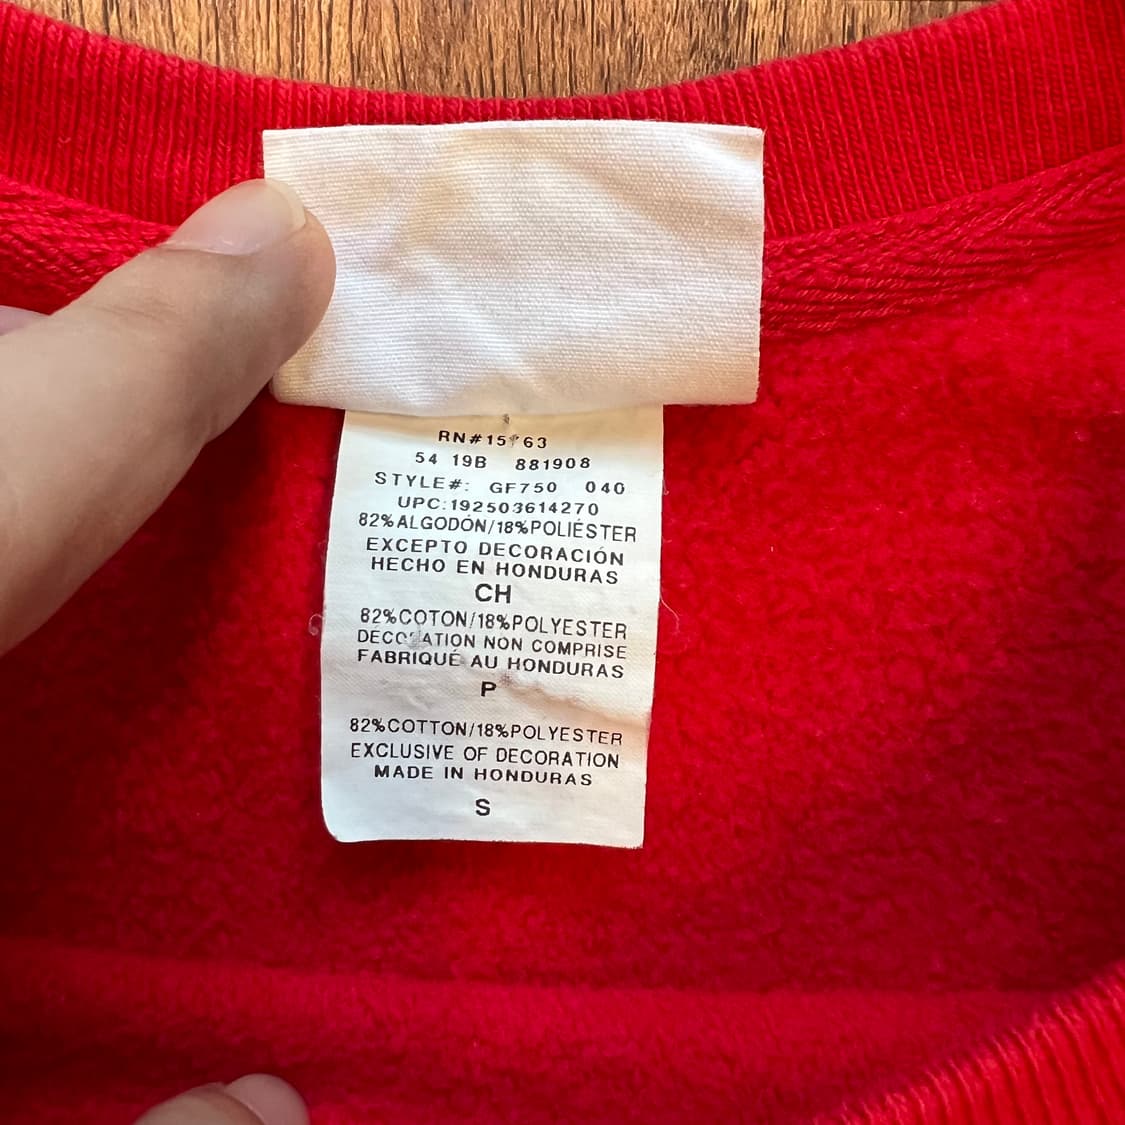 54 19B 881908
STYLE#: GF750 040
UPC:192503614270
82%ALGODÓN/18%POLIÉSTER
EXCEPTO DECORACIÓN
HECHO EN HONDURAS
CH
82%COTON/18%POLYESTER
NON COMPRISE
FABRIQUÉ AU HONDURAS
P
82%COTTON/18%POLYESTER
EXCLUSIVE OF DECORATION
MADE IN HONDURAS
S